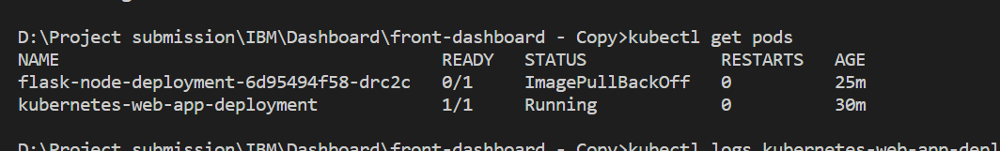 D:\Project submission\IBM\Dashboard\front-dashboard - Copy>kubectl get pods
NAME READY STATUS RESTARTS AGE
flask-node-deployment-6d95494f58-drc2c 0/1 ImagePullBackOff 0 25m
kubernetes-web-app-deployment 1/1 Running 0 30m
D:\Project submission\IBM\Dashboard\front-dashboard - Copy>kubectl logs kubernetes-web-app-depl